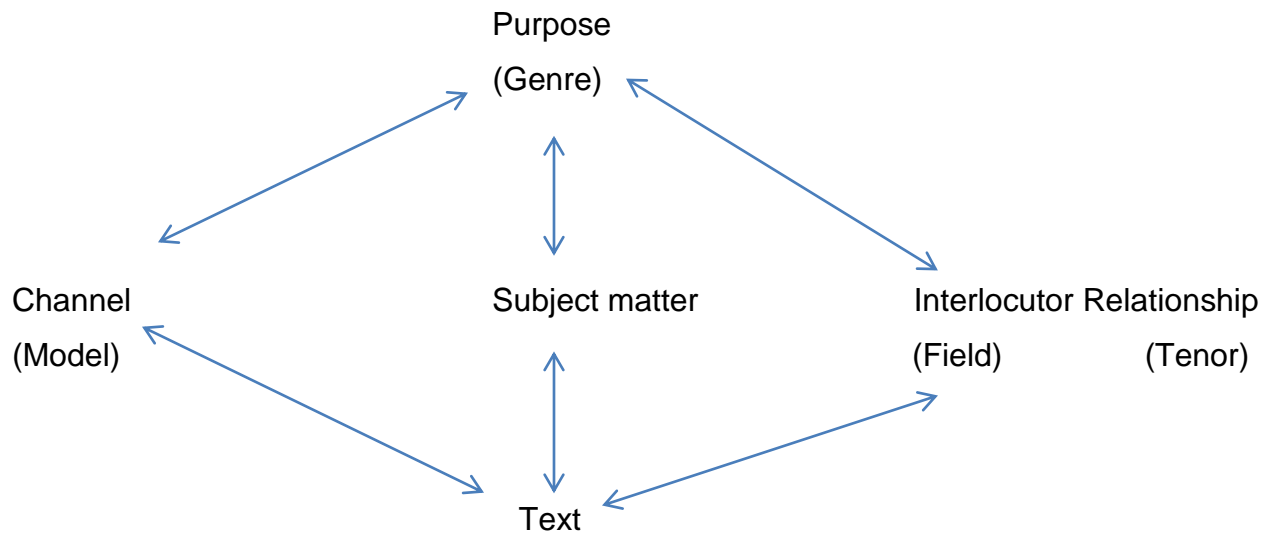 Purpose
(Genre)
Channel Subject matter Interlocutor Relationship
(Model) (Field) (Tenor)
Text